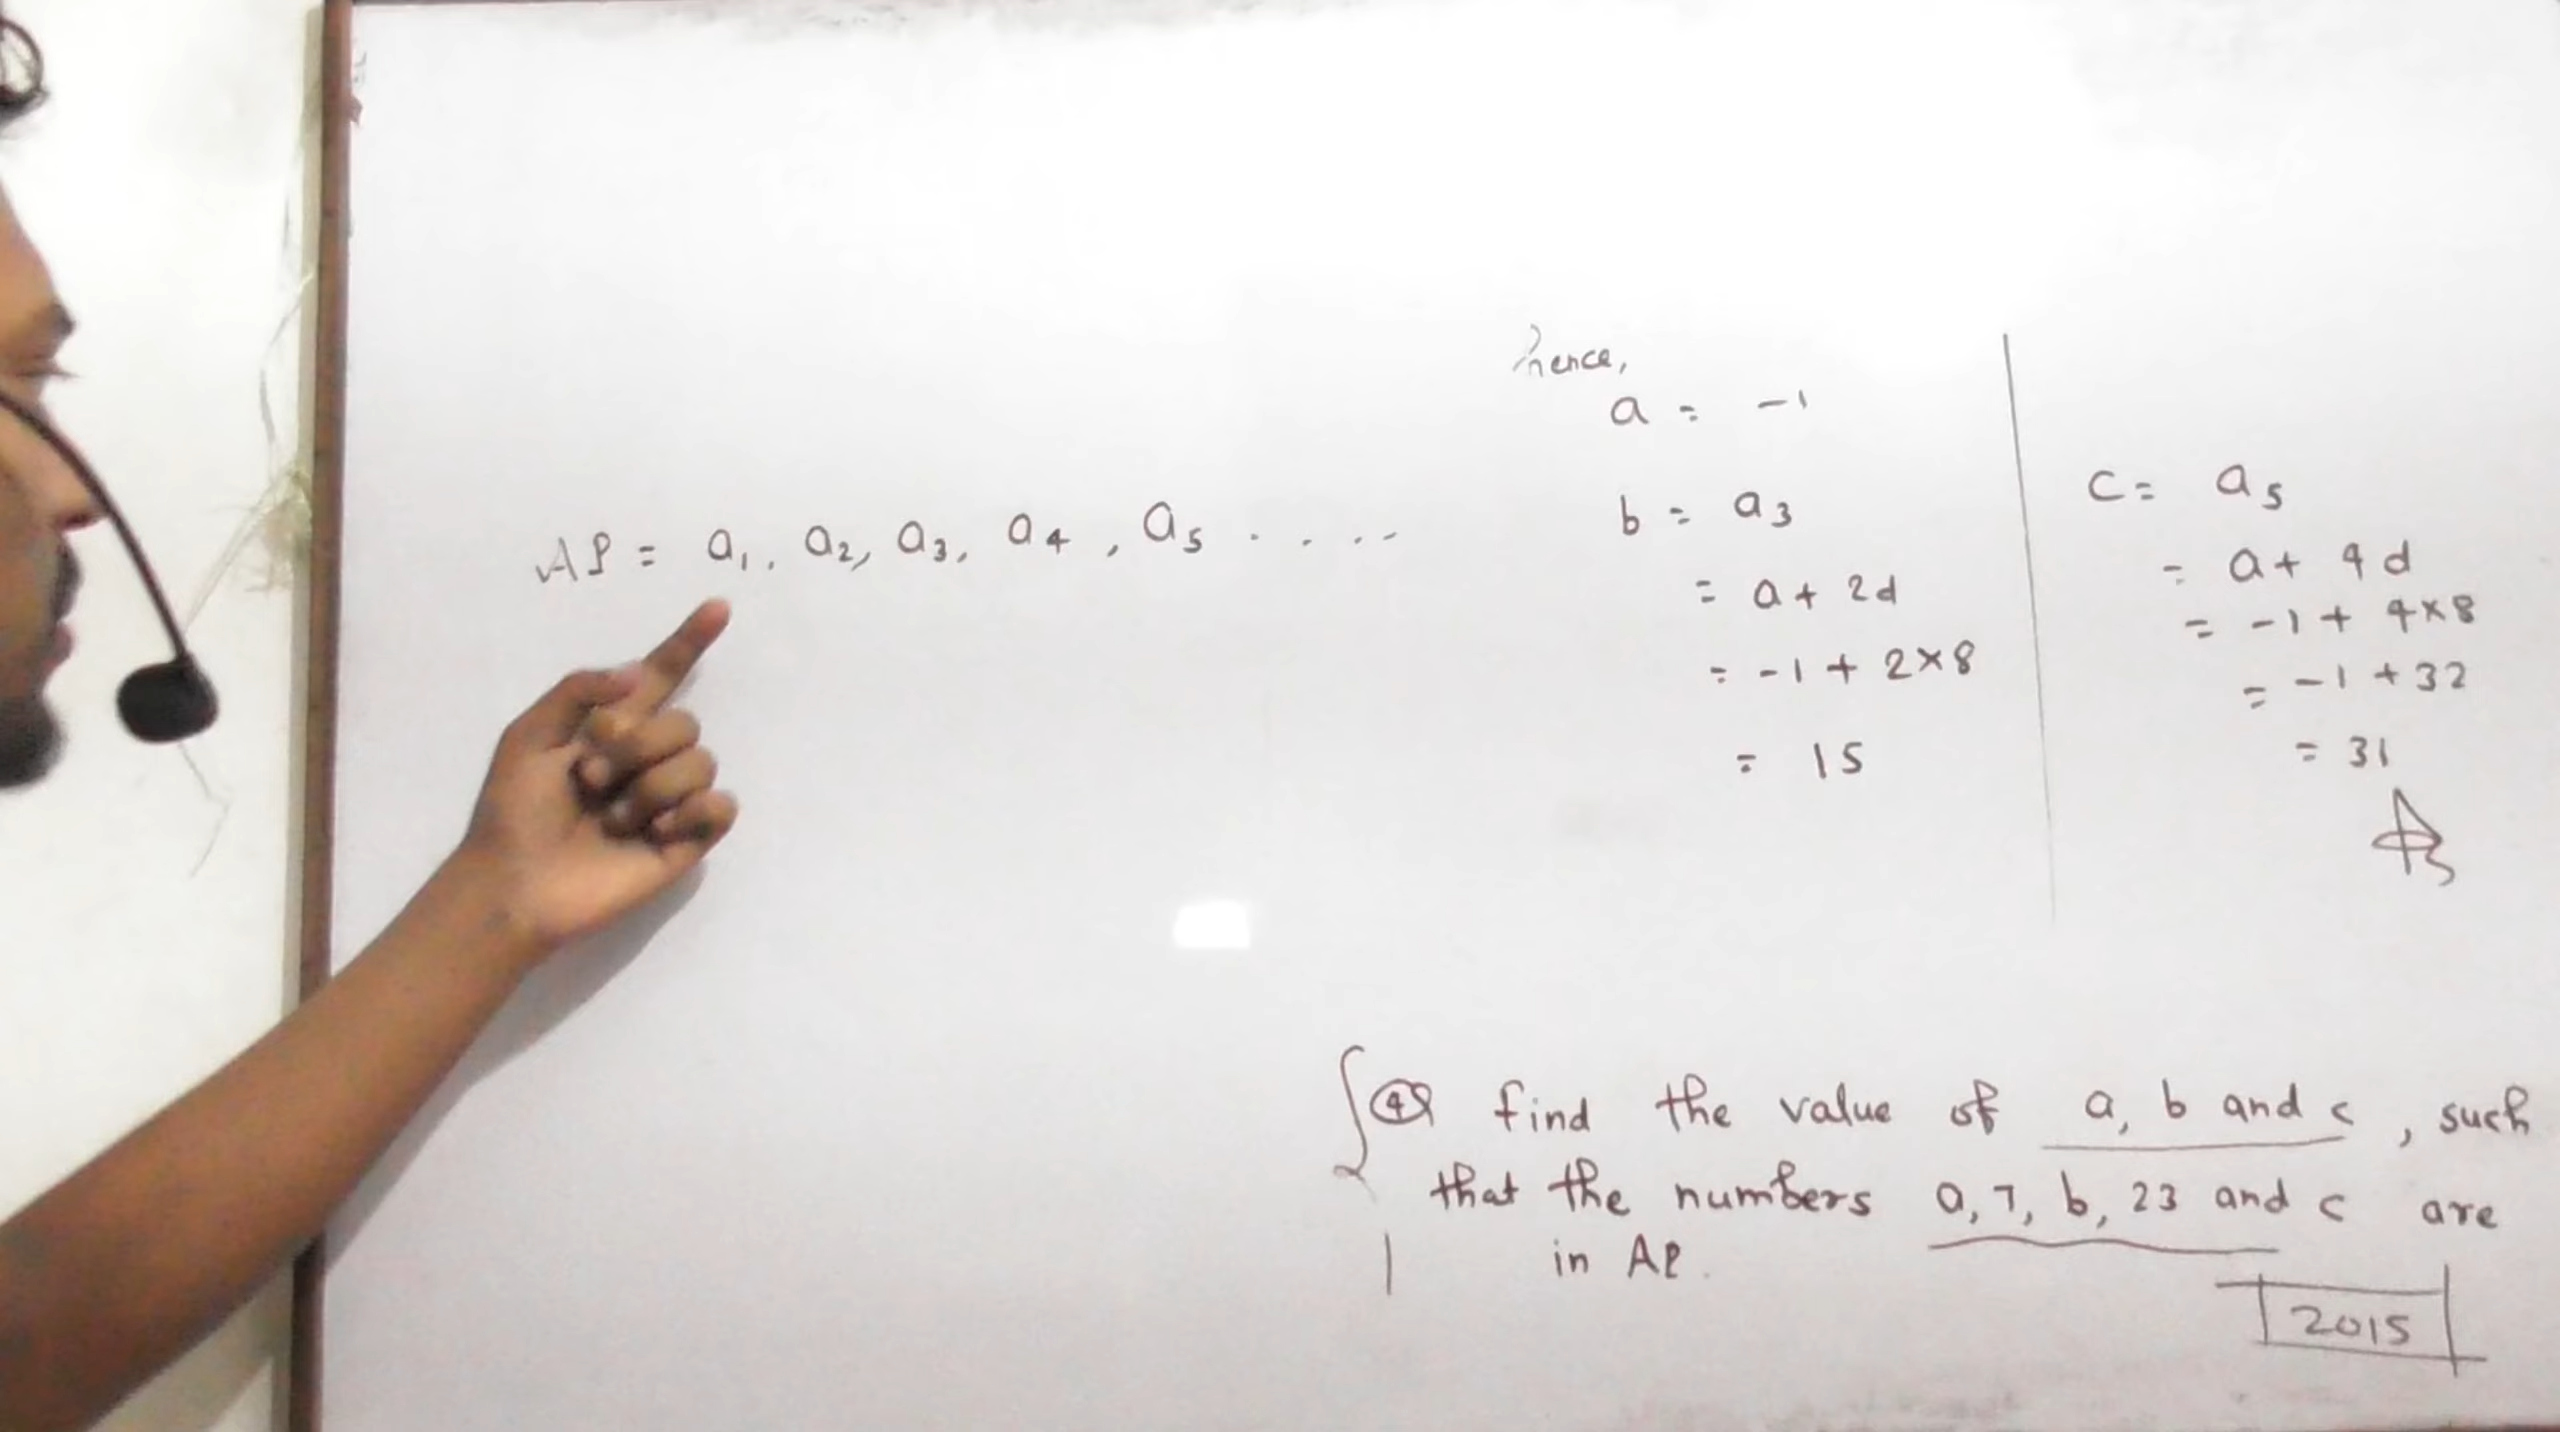 AP = a₁, a₂, a₃, a₄, a₅ . . . .
hence,
a = -1
b = a₃
= a + 2d
= -1 + 2×8
= 15
c = a₅
= a + 4d
= -1 + 4×8
= -1 + 32
= 31
④ find the value of a, b and c, such
that the numbers a, 7, b, 23 and c are
in AP.
2015